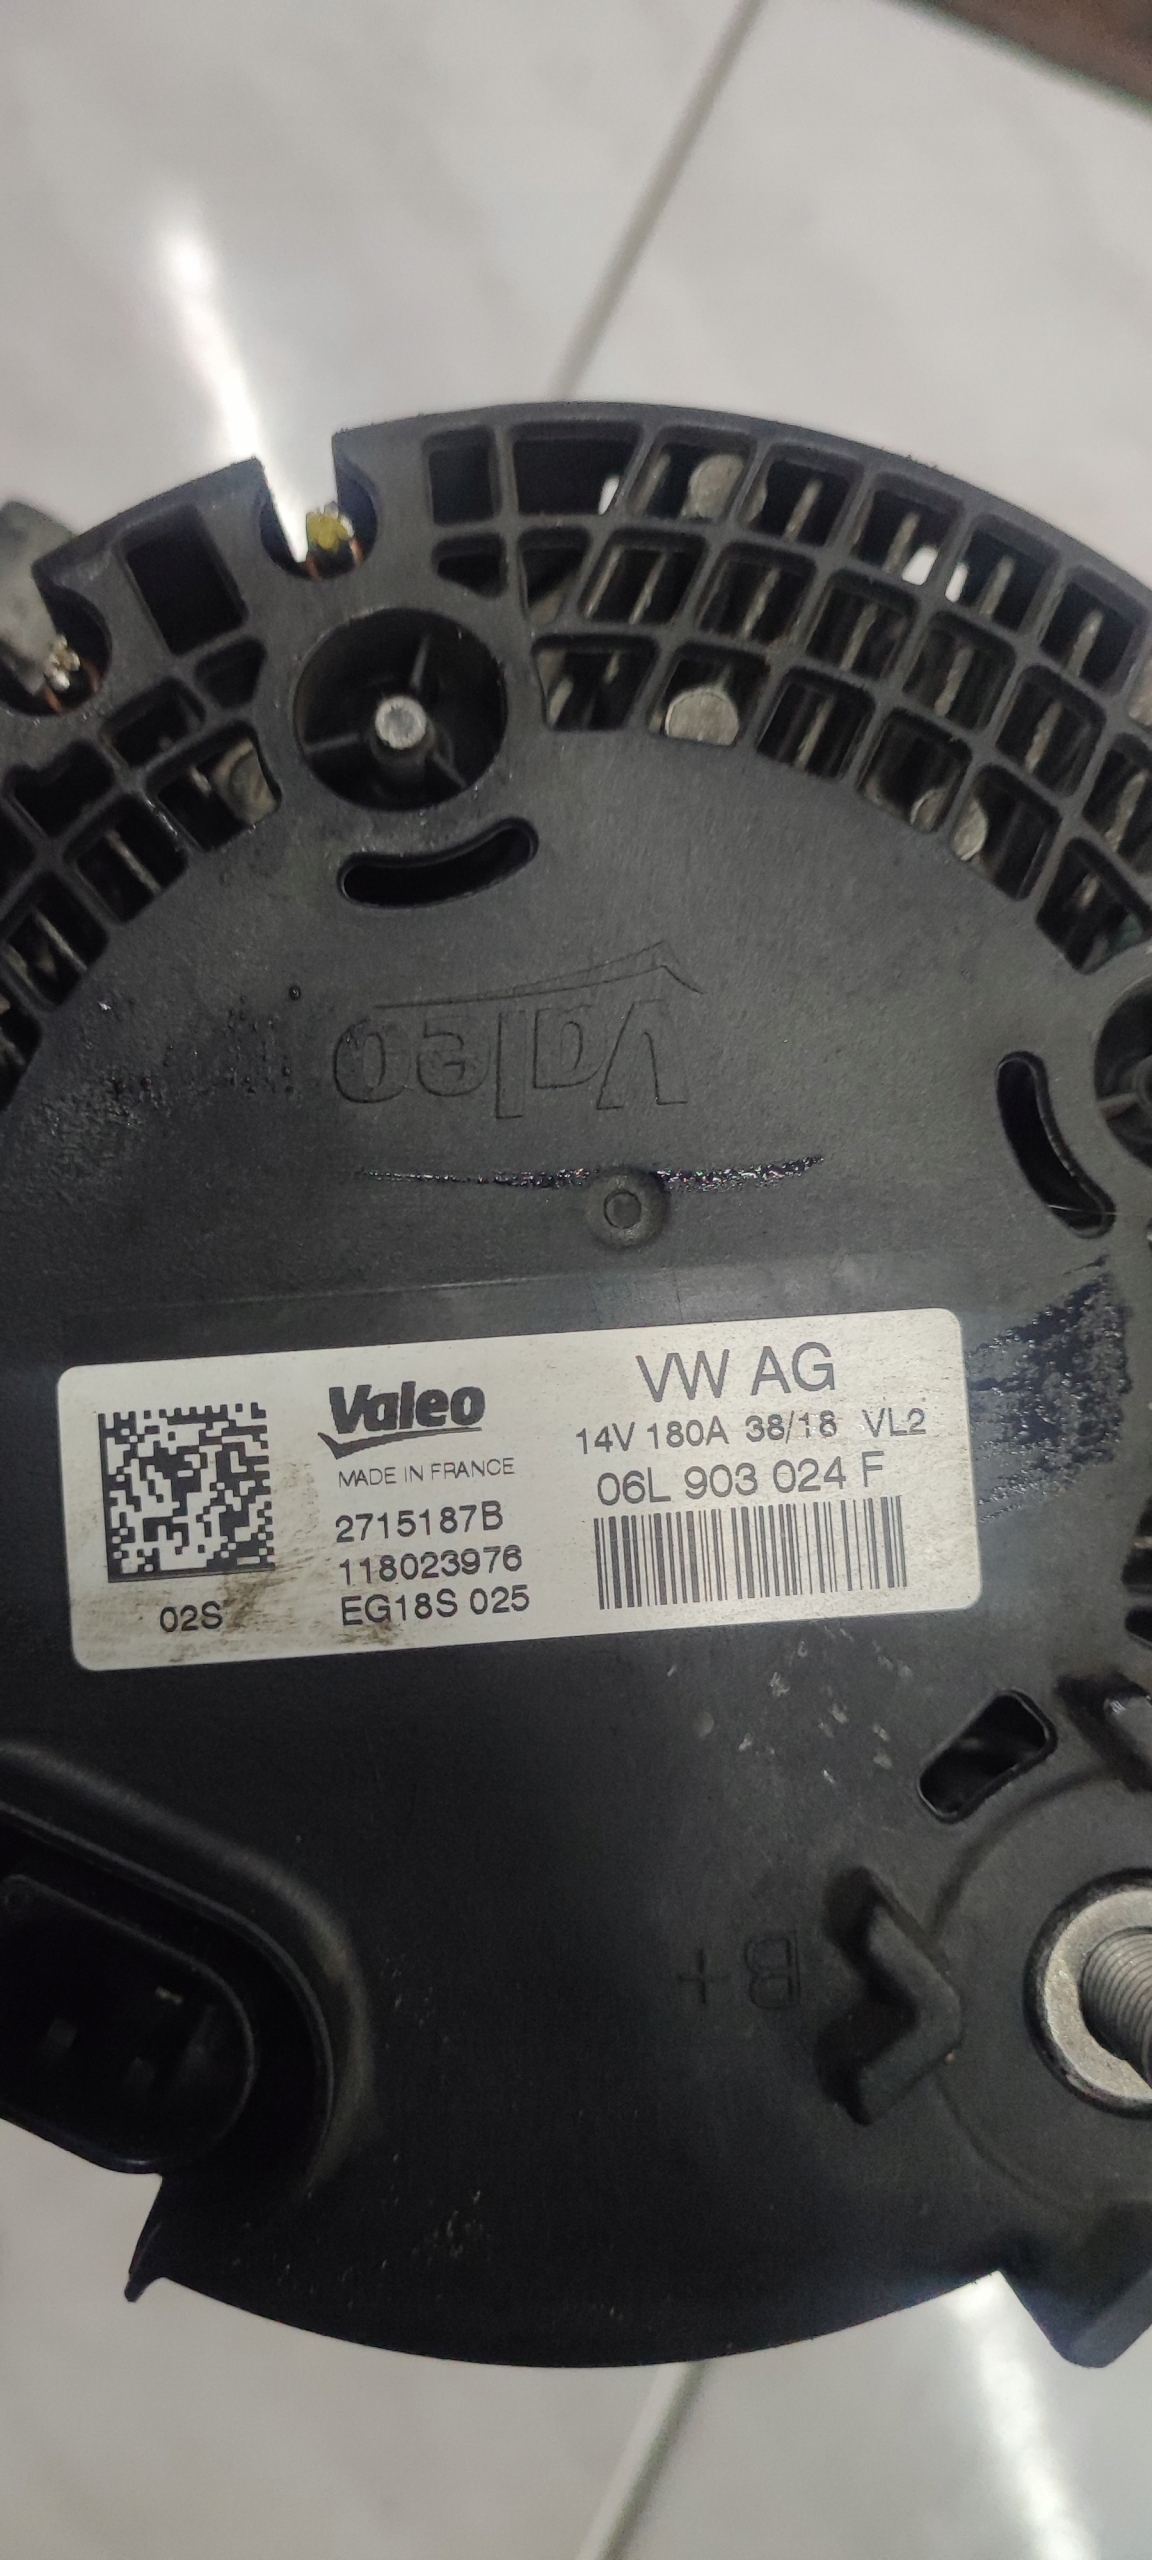 Valeo
Valeo
MADE IN FRANCE
2715187B
118023976
EG18S 025
02S
VW AG
14V 180A 38/18 VL2
06L 903 024 F
B+